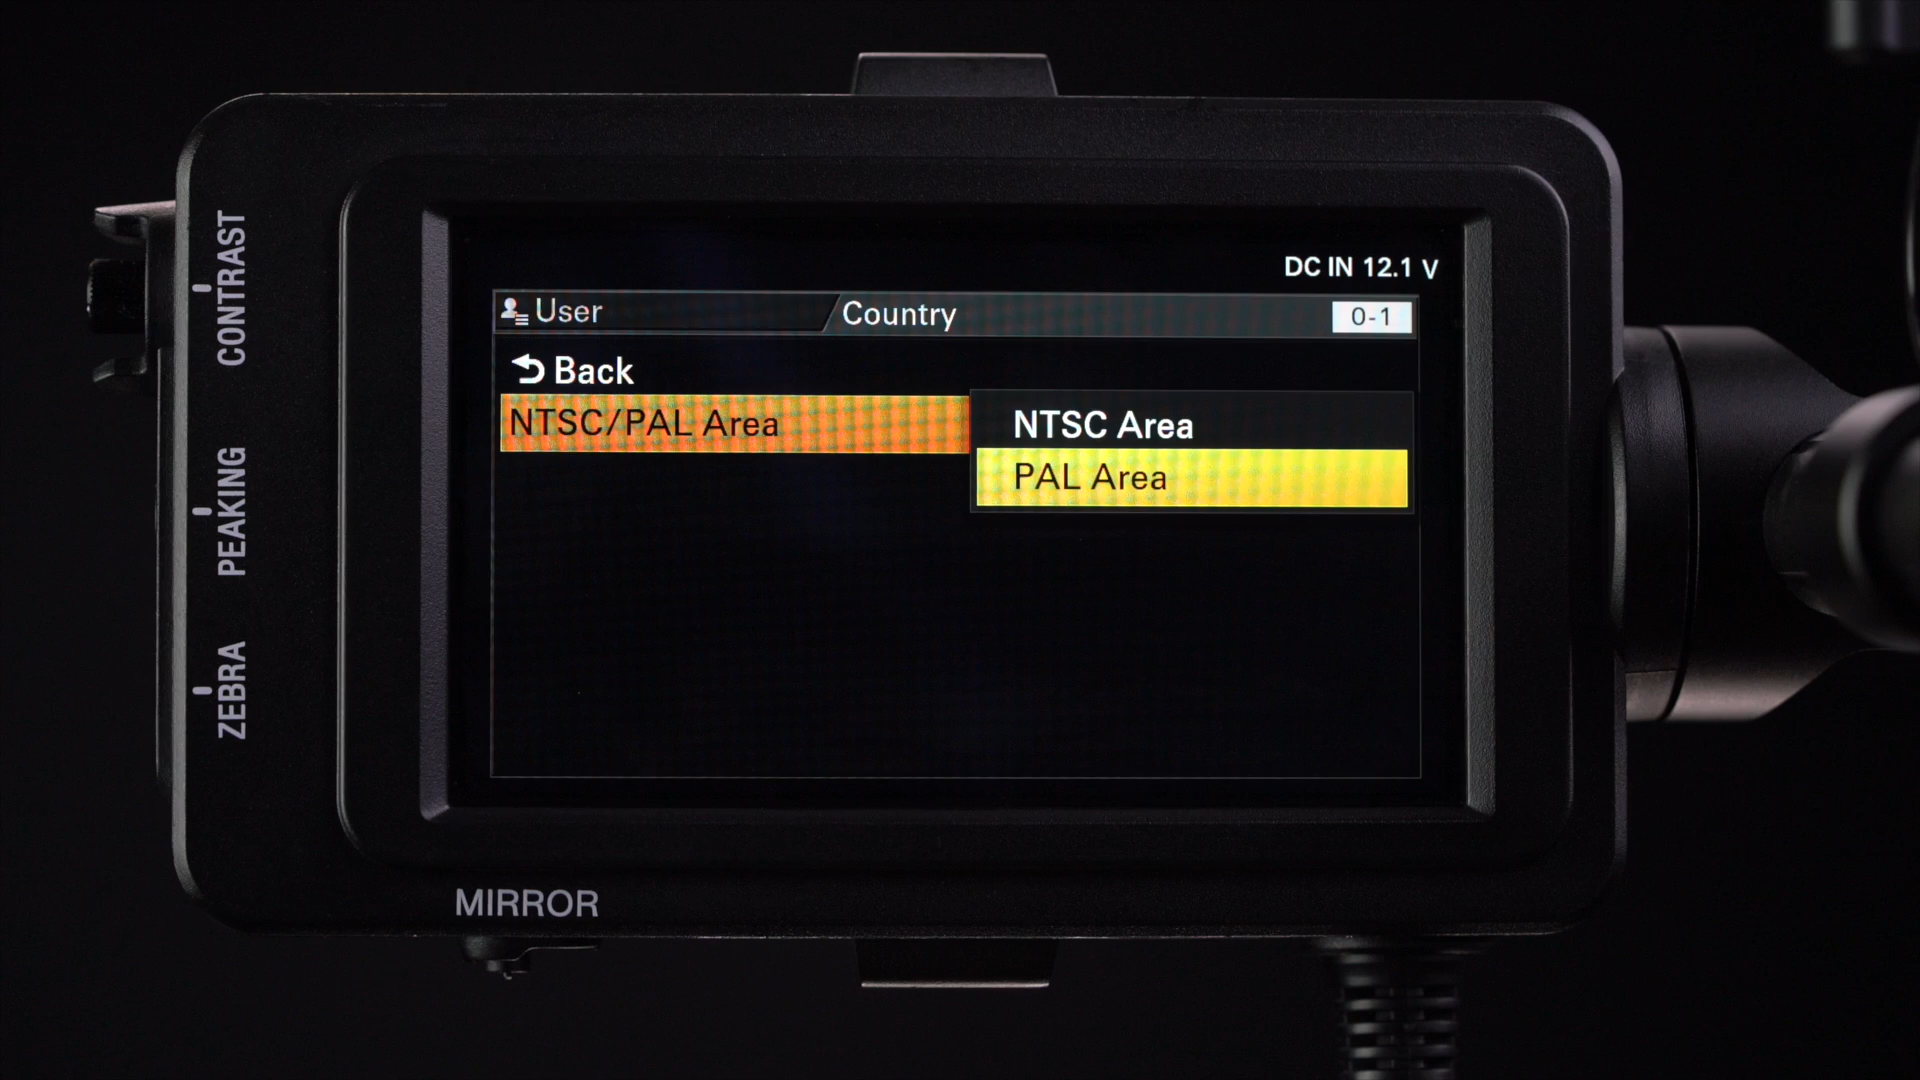 DC IN 12.1 V
User
Country
0-1
Back
NTSC/PAL Area
NTSC Area
PAL Area
CONTRAST
PEAKING
ZEBRA
MIRROR